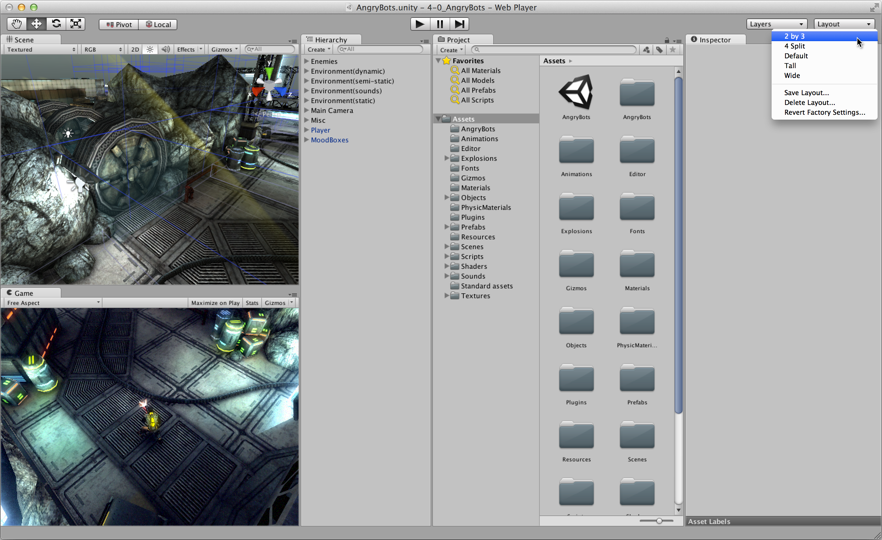 AngryBots.unity - 4-0_AngryBots - Web Player
Pivot Local
Layers Layout
Scene
Textured RGB 2D Effects Gizmos All
Game
Free Aspect Maximize on Play Stats Gizmos
Hierarchy
Create All
Enemies
Environment(dynamic)
Environment(semi-static)
Environment(sounds)
Environment(static)
Main Camera
Misc
Player
MoodBoxes
Project
Create
Favorites
All Materials
All Models
All Prefabs
All Scripts
Assets
AngryBots
Animations
Editor
Explosions
Fonts
Gizmos
Materials
Objects
PhysicMaterials
Plugins
Prefabs
Resources
Scenes
Scripts
Shaders
Sounds
Standard assets
Textures
Assets
AngryBots AngryBots
Animations Editor
Explosions Fonts
Gizmos Materials
Objects PhysicMateri...
Plugins Prefabs
Resources Scenes
Inspector
2 by 3
4 Split
Default
Tall
Wide
Save Layout...
Delete Layout...
Revert Factory Settings...
Asset Labels